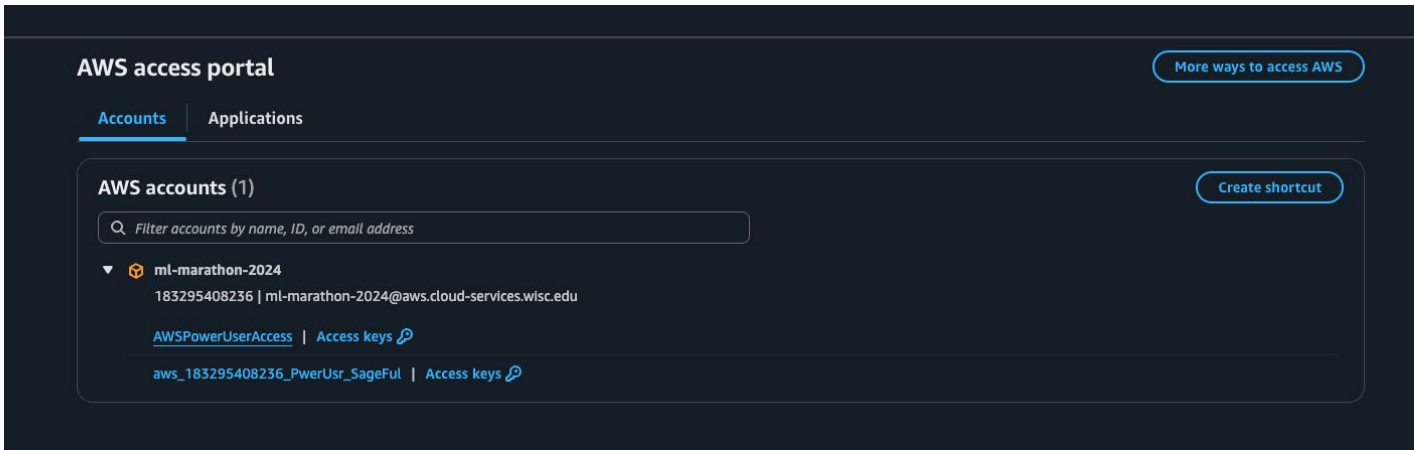 AWS access portal
More ways to access AWS
Accounts
Applications
AWS accounts (1)
Create shortcut
Filter accounts by name, ID, or email address
ml-marathon-2024
183295408236 | ml-marathon-2024@aws.cloud-services.wisc.edu
AWSPowerUserAccess | Access keys
aws_183295408236_PwerUsr_SageFul | Access keys